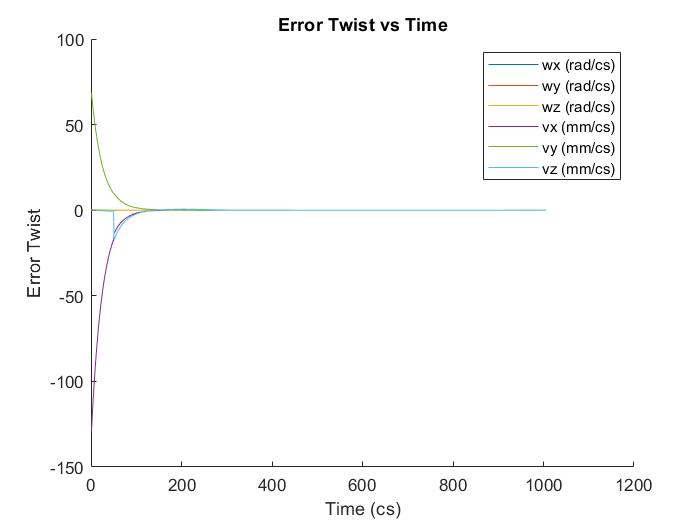 Error Twist vs Time
100
50
0
-50
-100
-150
Error Twist
wx (rad/cs)
wy (rad/cs)
wz (rad/cs)
vx (mm/cs)
vy (mm/cs)
vz (mm/cs)
0 200 400 600 800 1000 1200
Time (cs)